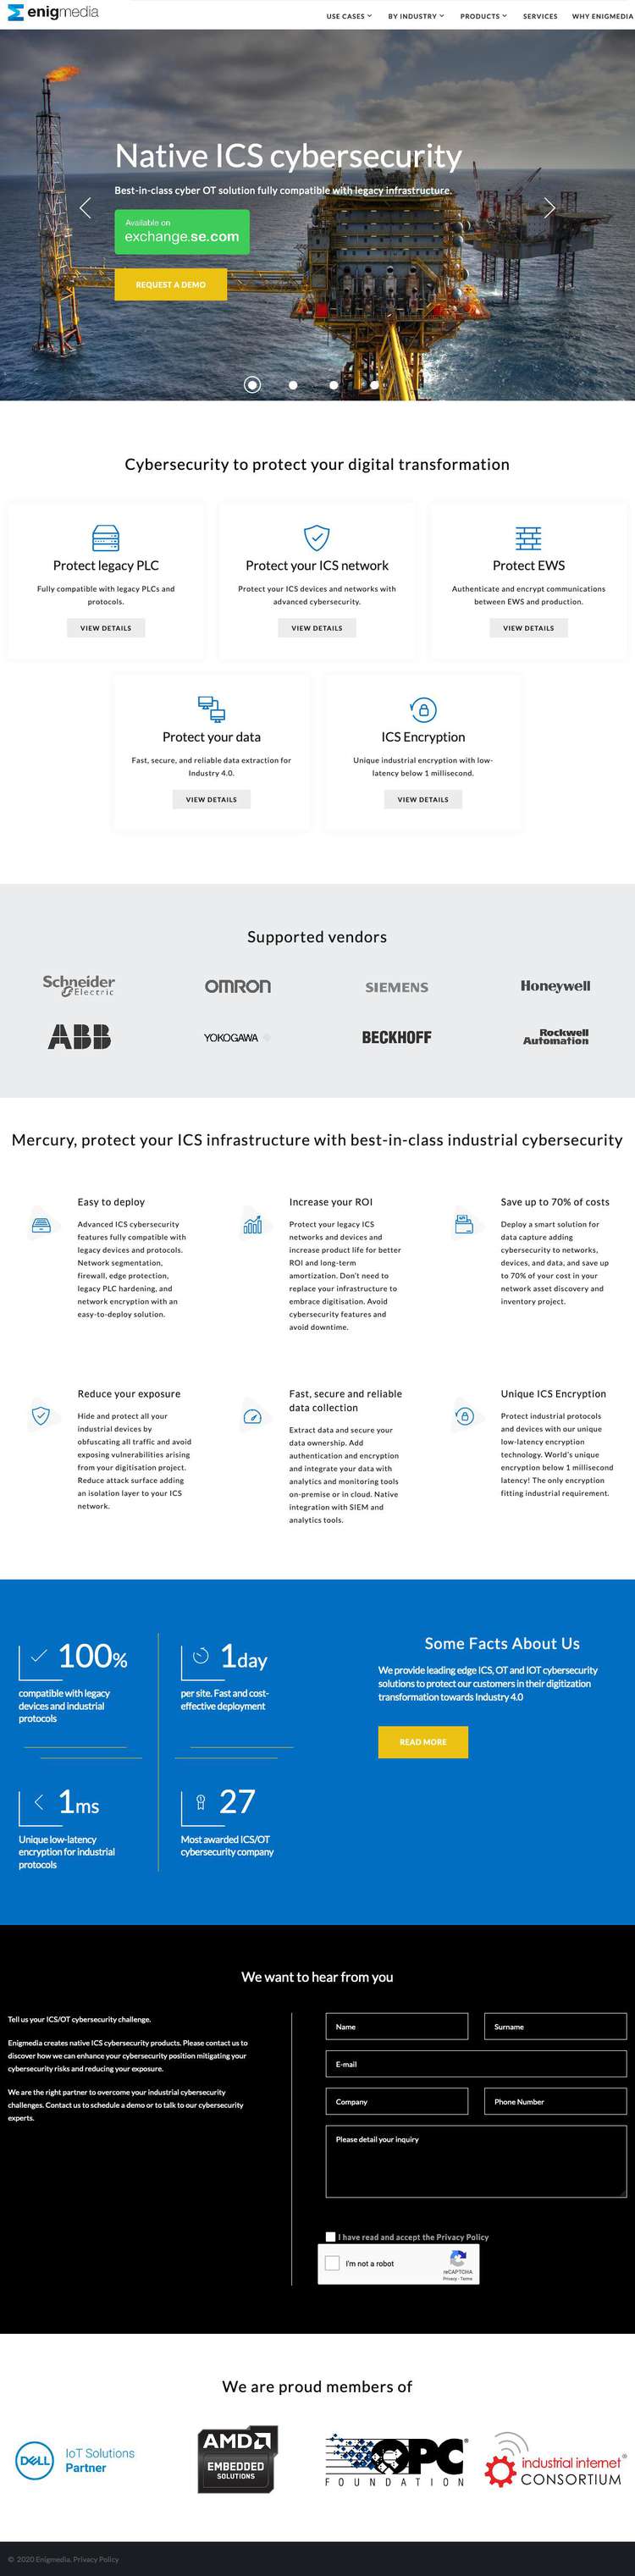 enigmedia
USE CASES
BY INDUSTRY
PRODUCTS
SERVICES
WHY ENIGMEDIA
Native ICS cybersecurity
Best-in-class cyber OT solution fully compatible with legacy infrastructure.
Available on
exchange.se.com
REQUEST A DEMO
Cybersecurity to protect your digital transformation
Protect legacy PLC
Fully compatible with legacy PLCs and
protocols.
VIEW DETAILS
Protect your ICS network
Protect your ICS devices and networks with
advanced cybersecurity.
VIEW DETAILS
Protect EWS
Authenticate and encrypt communications
between EWS and production.
VIEW DETAILS
Protect your data
Fast, secure, and reliable data extraction for
Industry 4.0.
VIEW DETAILS
ICS Encryption
Unique industrial encryption with low-
latency below 1 millisecond.
VIEW DETAILS
Supported vendors
Schneider
Electric
OMRON
SIEMENS
Honeywell
ABB
YOKOGAWA
BECKHOFF
Rockwell
Automation
Mercury, protect your ICS infrastructure with best-in-class industrial cybersecurity
Easy to deploy
Advanced ICS cybersecurity
features fully compatible with
legacy devices and protocols.
Network segmentation,
firewall, edge protection,
legacy PLC hardening, and
network encryption with an
easy-to-deploy solution.
Increase your ROI
Protect your legacy ICS
networks and devices and
increase product life for better
ROI and long-term
amortization. Don't need to
replace your infrastructure to
embrace digitisation. Avoid
cybersecurity features and
avoid downtime.
Save up to 70% of costs
Deploy a smart solution for
data capture adding
cybersecurity to networks,
devices, and data, and save up
to 70% of your cost in your
network asset discovery and
inventory project.
Reduce your exposure
Hide and protect all your
industrial devices by
obfuscating all traffic and avoid
exposing vulnerabilities arising
from your digitisation project.
Reduce attack surface adding
an isolation layer to your ICS
network.
Fast, secure and reliable
data collection
Extract data and secure your
data ownership. Add
authentication and encryption
and integrate your data with
analytics and monitoring tools
on-premise or in cloud. Native
integration with SIEM and
analytics tools.
Unique ICS Encryption
Protect industrial protocols
and devices with our unique
low-latency encryption
technology. World's unique
encryption below 1 millisecond
latency! The only encryption
fitting industrial requirement.
100%
compatible with legacy
devices and industrial
protocols
1day
per site. Fast and cost-
effective deployment
1ms
Unique low-latency
encryption for industrial
protocols
27
Most awarded ICS/OT
cybersecurity company
Some Facts About Us
We provide leading edge ICS, OT and IOT cybersecurity
solutions to protect our customers in their digitization
transformation towards Industry 4.0
READ MORE
We want to hear from you
Tell us your ICS/OT cybersecurity challenge.
Enigmedia creates native ICS cybersecurity products. Please contact us to
discover how we can enhance your cybersecurity position mitigating your
cybersecurity risks and reducing your exposure.
We are the right partner to overcome your industrial cybersecurity
challenges. Contact us to schedule a demo or to talk to our cybersecurity
experts.
Name
Surname
E-mail
Company
Phone Number
Please detail your inquiry
I have read and accept the Privacy Policy
I'm not a robot
reCAPTCHA
Privacy - Terms
We are proud members of
DELL
IoT Solutions
Partner
AMD
EMBEDDED
SOLUTIONS
OPC
FOUNDATION
industrial internet
CONSORTIUM
© 2020 Enigmedia. Privacy Policy